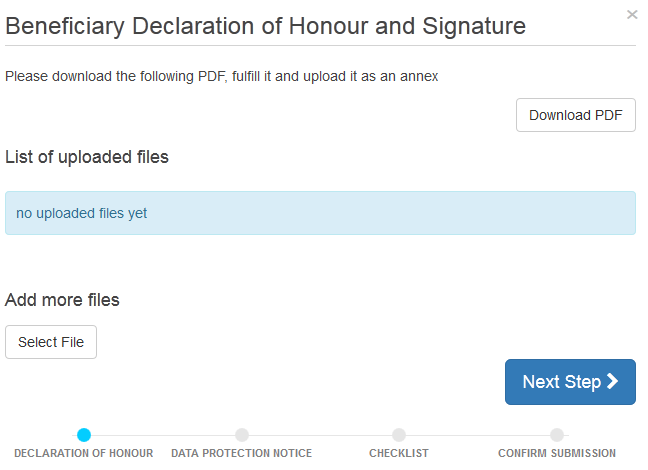 ×
Beneficiary Declaration of Honour and Signature
Please download the following PDF, fulfill it and upload it as an annex
Download PDF
List of uploaded files
no uploaded files yet
Add more files
Select File
Next Step
DECLARATION OF HONOUR DATA PROTECTION NOTICE CHECKLIST CONFIRM SUBMISSION